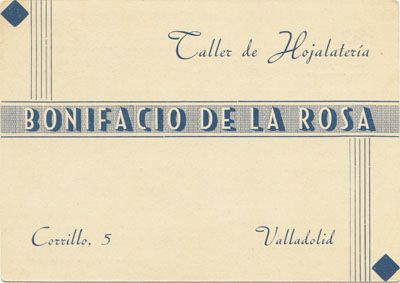 Taller de Hojalatería
BONIFACIO DE LA ROSA
Corrillo, 5
Valladolid